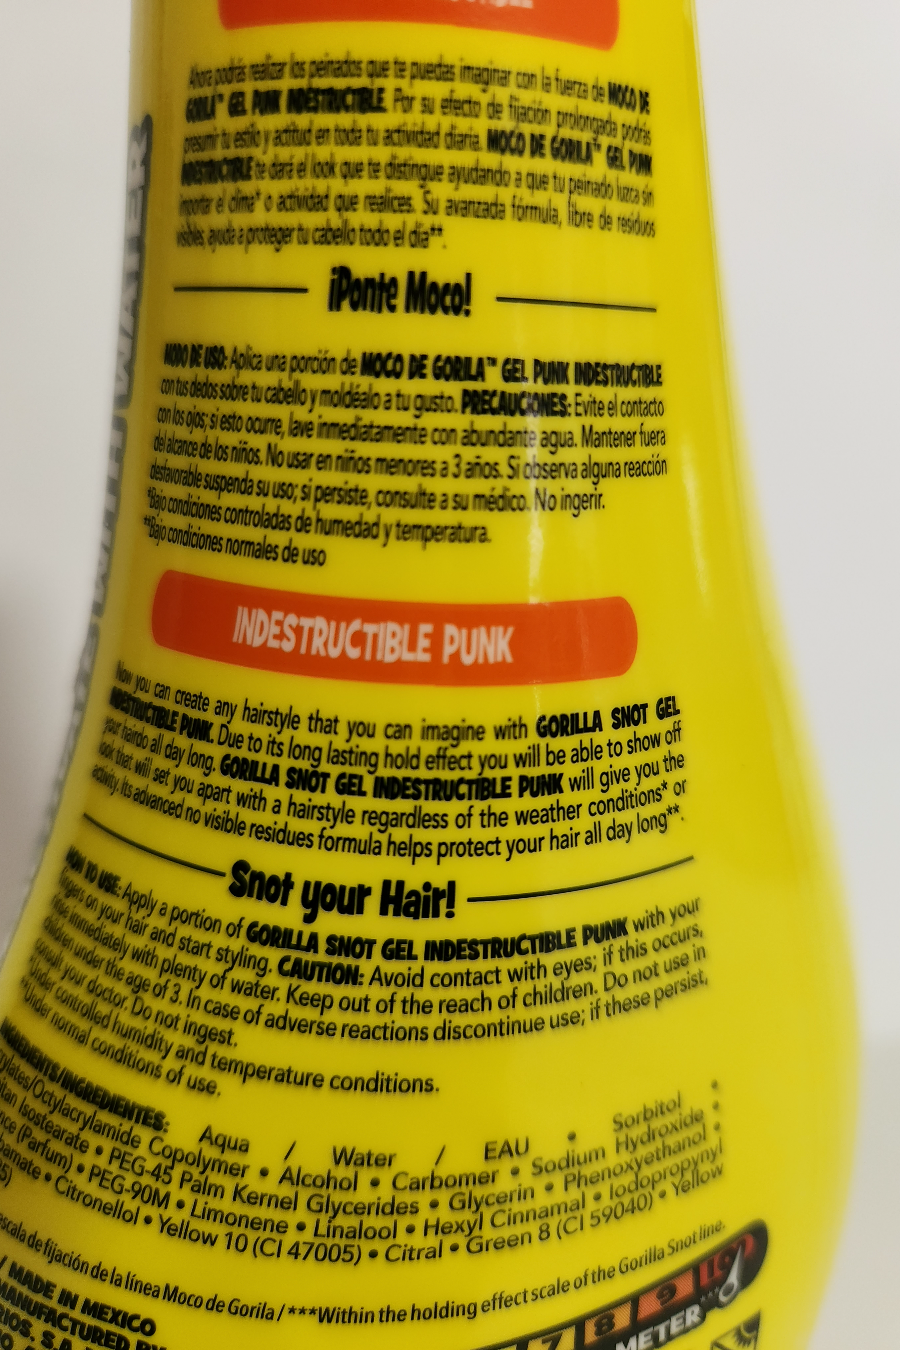 Ahora podrás realizar los peinados que te puedas imaginar con la fuerza de MOCO DE
GORILA™ GEL PUNK INDESTRUCTIBLE. Por su efecto de fijación prolongada podrás
presumir tu estilo y actitud en toda tu actividad diaria. MOCO DE GORILA™ GEL PUNK
INDESTRUCTIBLE te dará el look que te distingue ayudando a que tu peinado luzca sin
importar el clima* o actividad que realices. Su avanzada fórmula, libre de residuos
visibles, ayuda a proteger tu cabello todo el día**.
¡Ponte Moco!
MODO DE USO: Aplica una porción de MOCO DE GORILA™ GEL PUNK INDESTRUCTIBLE
con tus dedos sobre tu cabello y moldéalo a tu gusto. PRECAUCIONES: Evite el contacto
con los ojos; si esto ocurre, lave inmediatamente con abundante agua. Mantener fuera
del alcance de los niños. No usar en niños menores a 3 años. Si observa alguna reacción
desfavorable suspenda su uso; si persiste, consulte a su médico. No ingerir.
*Bajo condiciones controladas de humedad y temperatura.
**Bajo condiciones normales de uso
INDESTRUCTIBLE PUNK
Now you can create any hairstyle that you can imagine with GORILLA SNOT GEL
INDESTRUCTIBLE PUNK. Due to its long lasting hold effect you will be able to show off
your hairdo all day long. GORILLA SNOT GEL INDESTRUCTIBLE PUNK will give you the
look that will set you apart with a hairstyle regardless of the weather conditions* or
activity. Its advanced no visible residues formula helps protect your hair all day long**.
Snot your Hair!
HOW TO USE: Apply a portion of GORILLA SNOT GEL INDESTRUCTIBLE PUNK with your
fingers on your hair and start styling. CAUTION: Avoid contact with eyes; if this occurs,
rinse immediately with plenty of water. Keep out of the reach of children. Do not use in
children under the age of 3. In case of adverse reactions discontinue use; if these persist,
consult your doctor. Do not ingest.
*Under controlled humidity and temperature conditions.
**Under normal conditions of use.
INGREDIENTS/INGREDIENTES: Aqua / Water / EAU • Sorbitol •
/Octylacrylamide Copolymer • Alcohol • Carbomer • Sodium Hydroxide •
Isostearate • PEG-45 Palm Kernel Glycerides • Glycerin • Phenoxyethanol •
(Parfum) • PEG-90M • Limonene • Linalool • Hexyl Cinnamal • Iodopropynyl
• Citronellol • Yellow 10 (CI 47005) • Citral • Green 8 (CI 59040) • Yellow
escala de fijación de la línea Moco de Gorila / ***Within the holding effect scale of the Gorilla Snot line.
/ MADE IN MEXICO
MANUFACTURED BY
7 8 9 10
METER***
WITH WATER